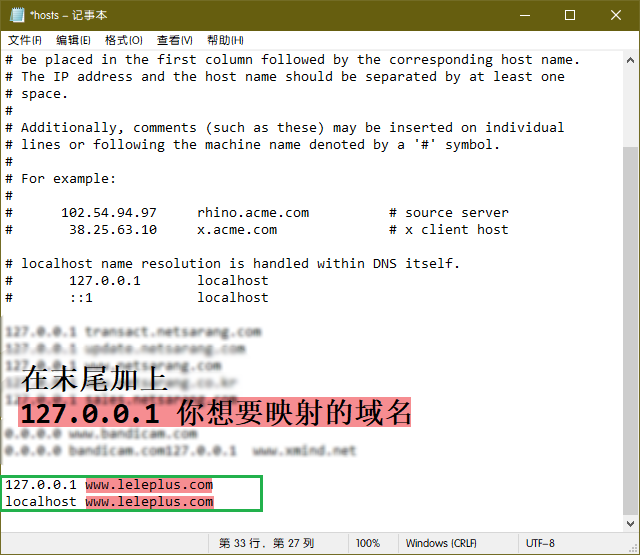 *hosts – 记事本
文件(F) 编辑(E) 格式(O) 查看(V) 帮助(H)
# be placed in the first column followed by the corresponding host name.
# The IP address and the host name should be separated by at least one
# space.
#
# Additionally, comments (such as these) may be inserted on individual
# lines or following the machine name denoted by a '#' symbol.
#
# For example:
#
#      102.54.94.97     rhino.acme.com          # source server
#       38.25.63.10     x.acme.com              # x client host

# localhost name resolution is handled within DNS itself.
#       127.0.0.1       localhost
#       ::1             localhost
127.0.0.1 transact.netsarang.com
127.0.0.1 update.netsarang.com
127.0.0.1 www.netsarang.com
在末尾加上
127.0.0.1 你想要映射的域名
0.0.0.0 www.bandicam.com
0.0.0.0 bandicam.com127.0.0.1  www.xmind.net
127.0.0.1 www.leleplus.com
localhost www.leleplus.com
第 33 行，第 27 列 100% Windows (CRLF) UTF-8